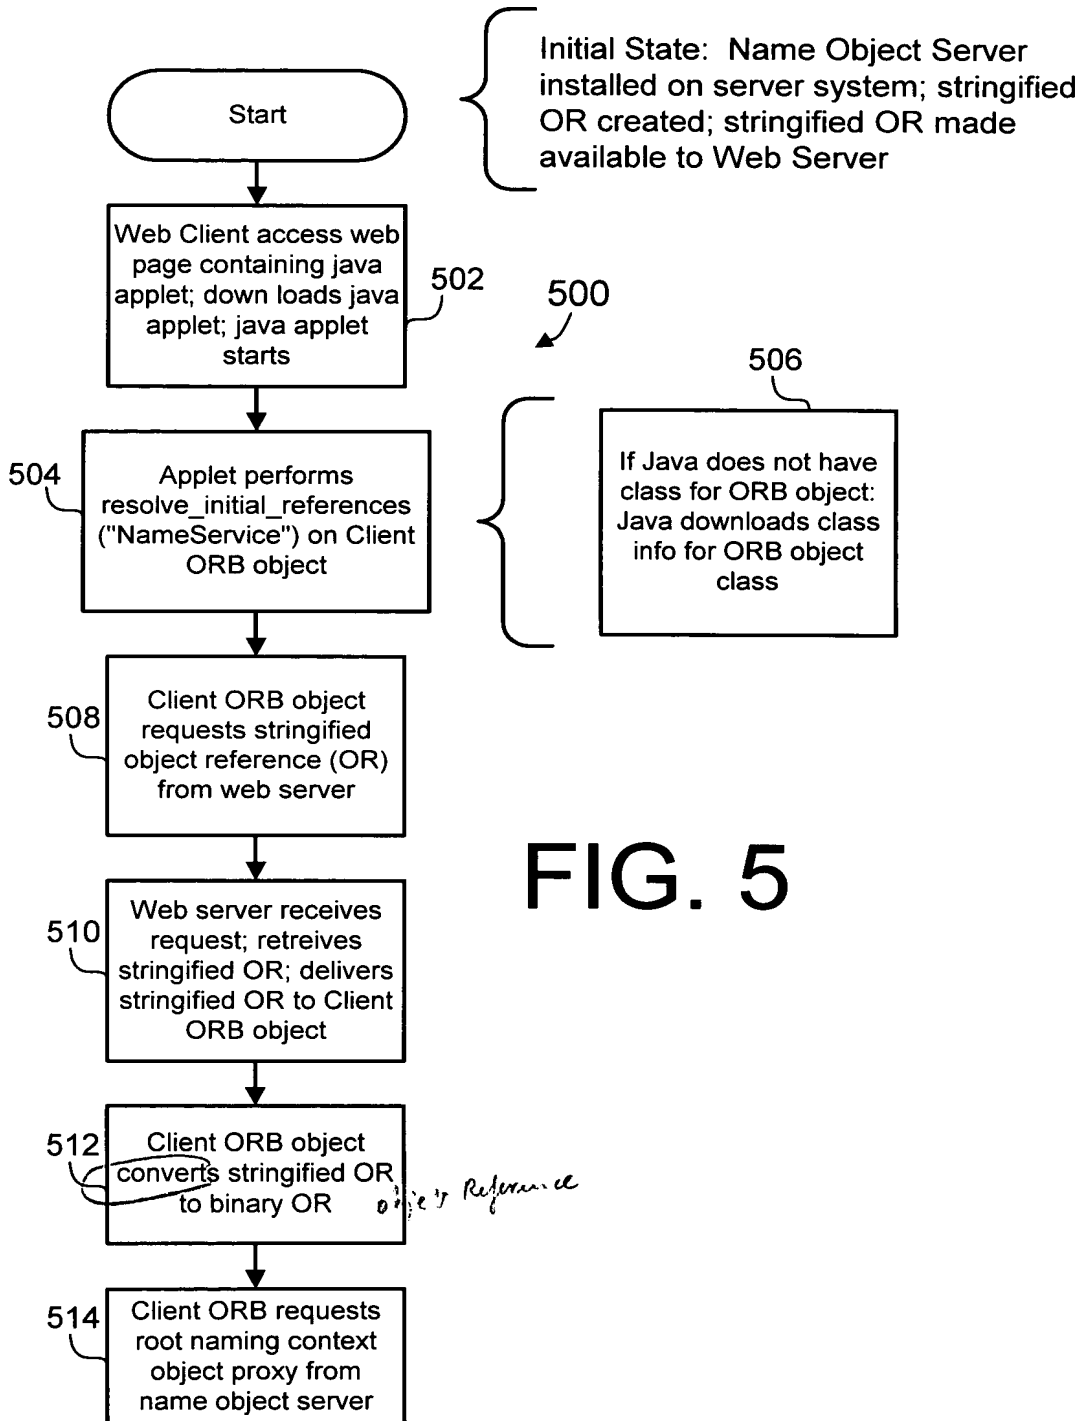 Start
Initial State: Name Object Server
installed on server system; stringified
OR created; stringified OR made
available to Web Server
Web Client access web
page containing java
applet; down loads java
applet; java applet
starts
502
500
506
504
Applet performs
resolve_initial_references
("NameService") on Client
ORB object
If Java does not have
class for ORB object:
Java downloads class
info for ORB object
class
508
Client ORB object
requests stringified
object reference (OR)
from web server
FIG. 5
510
Web server receives
request; retreives
stringified OR; delivers
stringified OR to Client
ORB object
512
Client ORB object
converts stringified OR
to binary OR
Reference
514
Client ORB requests
root naming context
object proxy from
name object server